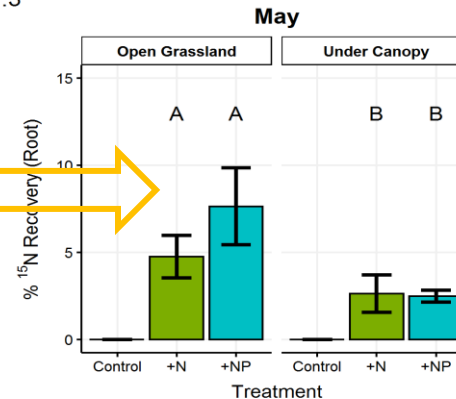 May
Open Grassland Under Canopy
% ¹⁵N Recovery (Root)
15
10
5
0
A A B B
Control +N +NP Control +N +NP
Treatment